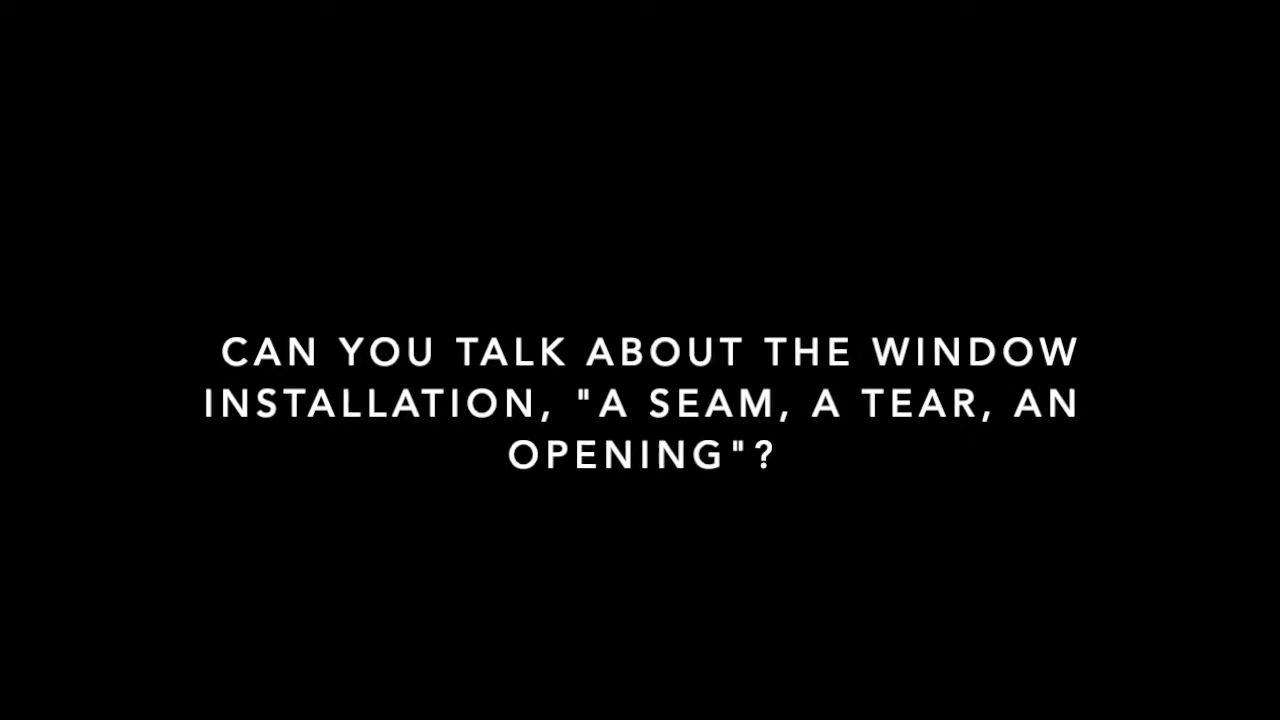 CAN YOU TALK ABOUT THE WINDOW
INSTALLATION, "A SEAM, A TEAR, AN
OPENING"?